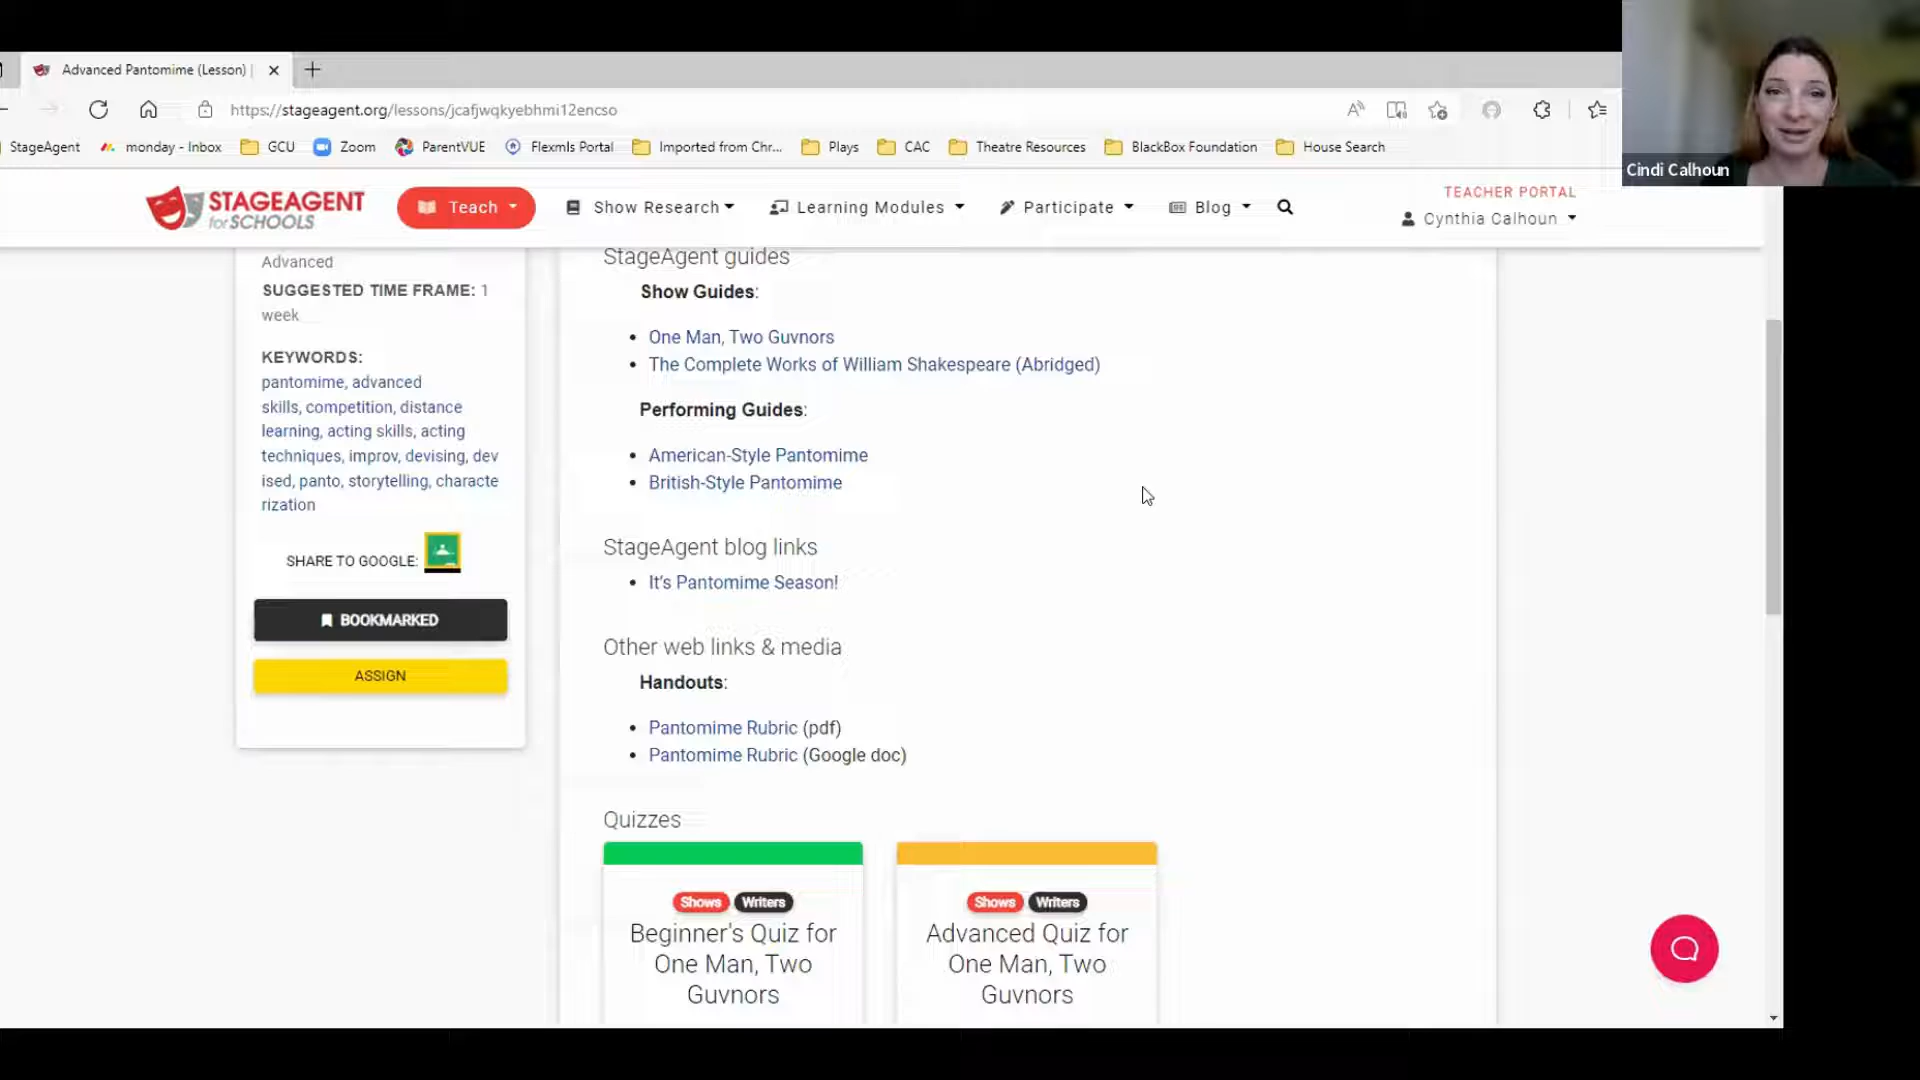 Advanced Pantomime (Lesson) |
https://stageagent.org/lessons/jcafjwqkyebhmi12encso
StageAgent monday - Inbox GCU Zoom ParentVUE Flexmls Portal Imported from Chr... Plays CAC Theatre Resources BlackBox Foundation House Search
Cindi Calhoun
STAGEAGENT
for SCHOOLS
Teach Show Research Learning Modules Participate Blog
TEACHER PORTAL
Cynthia Calhoun
Advanced
SUGGESTED TIME FRAME: 1
week
KEYWORDS:
pantomime, advanced
skills, competition, distance
learning, acting skills, acting
techniques, improv, devising, dev
ised, panto, storytelling, characte
rization
SHARE TO GOOGLE:
BOOKMARKED
ASSIGN
StageAgent guides
Show Guides:
• One Man, Two Guvnors
• The Complete Works of William Shakespeare (Abridged)
Performing Guides:
• American-Style Pantomime
• British-Style Pantomime
StageAgent blog links
• It's Pantomime Season!
Other web links & media
Handouts:
• Pantomime Rubric (pdf)
• Pantomime Rubric (Google doc)
Quizzes
Shows Writers
Beginner's Quiz for
One Man, Two
Guvnors
Shows Writers
Advanced Quiz for
One Man, Two
Guvnors